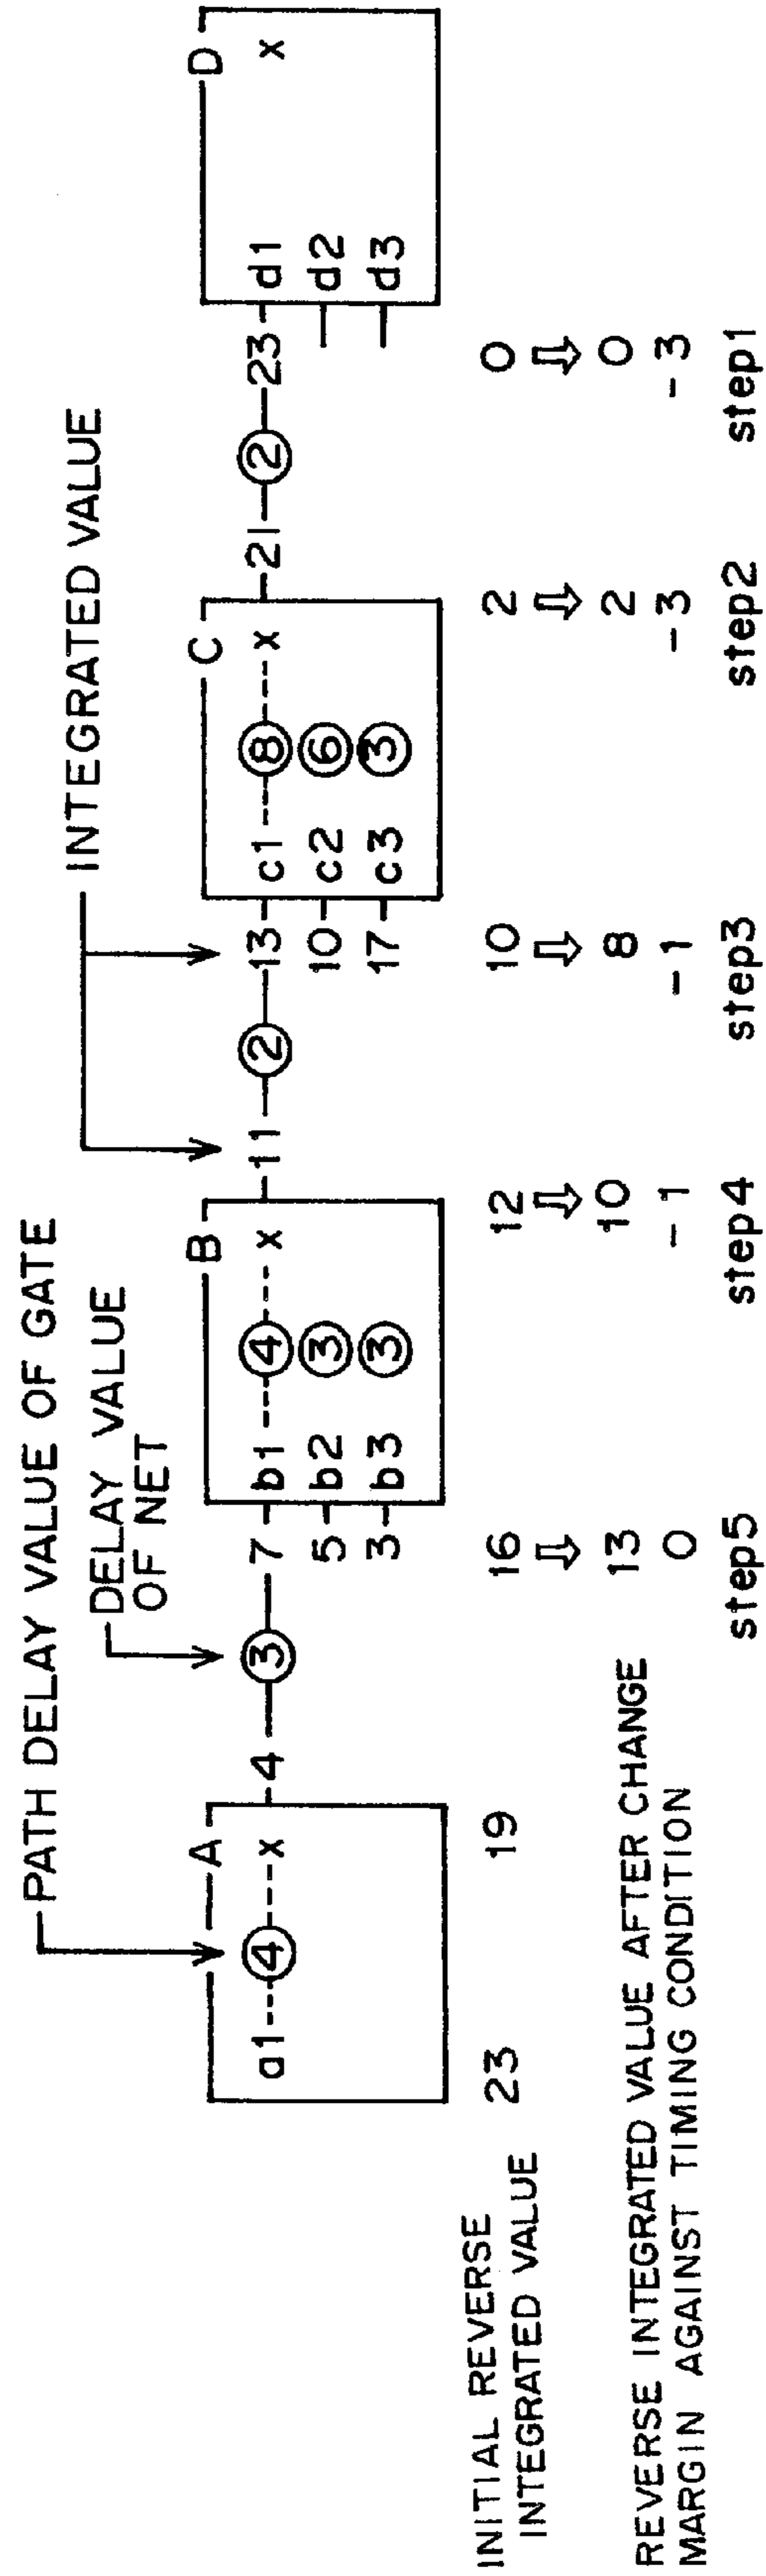 PATH DELAY VALUE OF GATE
DELAY VALUE
OF NET
INTEGRATED VALUE
A
B
C
D
a1 4 x 4 3 7 b1 4 x 11 2 13 c1 8 x 21 2 23 d1 x
5 b2 3 10 c2 6 d2
3 b3 3 17 c3 3 d3
INITIAL REVERSE
INTEGRATED VALUE
23 19 16 12 10 2 0
⇩ ⇩ ⇩ ⇩ ⇩
REVERSE INTEGRATED VALUE AFTER CHANGE
13 10 8 2 0
MARGIN AGAINST TIMING CONDITION
0 -1 -1 -3 -3
step5 step4 step3 step2 step1